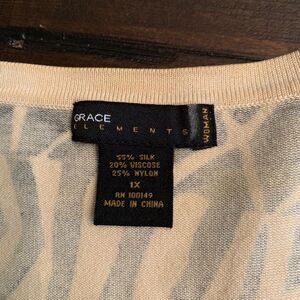 GRACE
ELEMENTS
WOMAN
55% SILK
20% VISCOSE
25% NYLON
1X
RN 100149
MADE IN CHINA